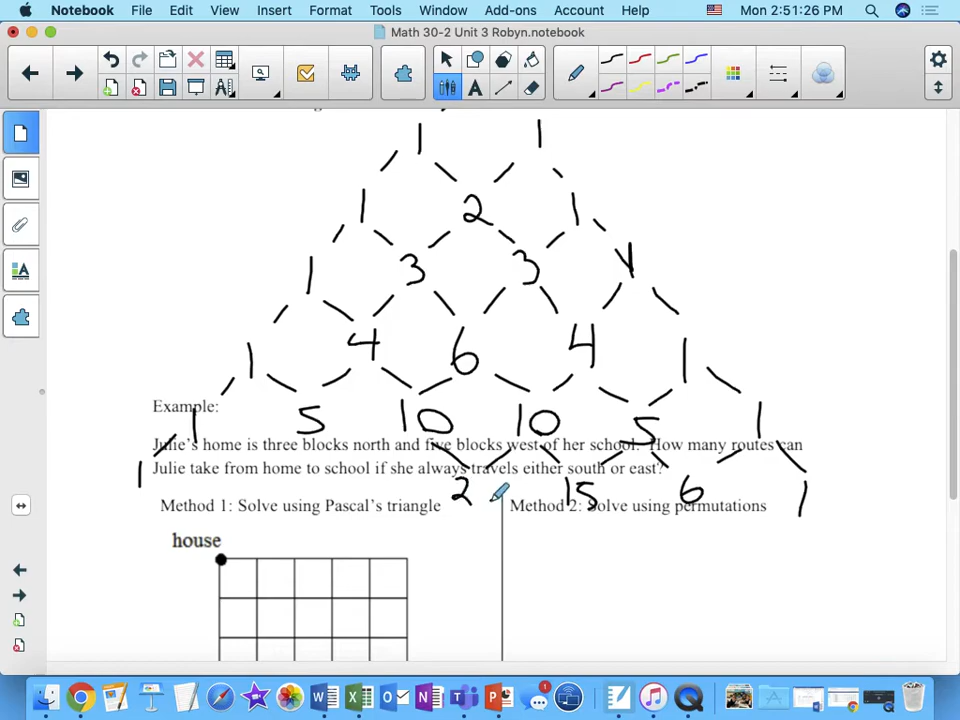 Notebook File Edit View Insert Format Tools Window Add-ons Account Help Mon 2:51:26 PM
Math 30-2 Unit 3 Robyn.notebook
1 1
1 2 1
1 3 3 1
1 4 6 4 1
1 5 10 10 5 1
1 2 15 6 1
Example:
Julie's home is three blocks north and five blocks west of her school. How many routes can
Julie take from home to school if she always travels either south or east?
Method 1: Solve using Pascal's triangle
Method 2: Solve using permutations
house